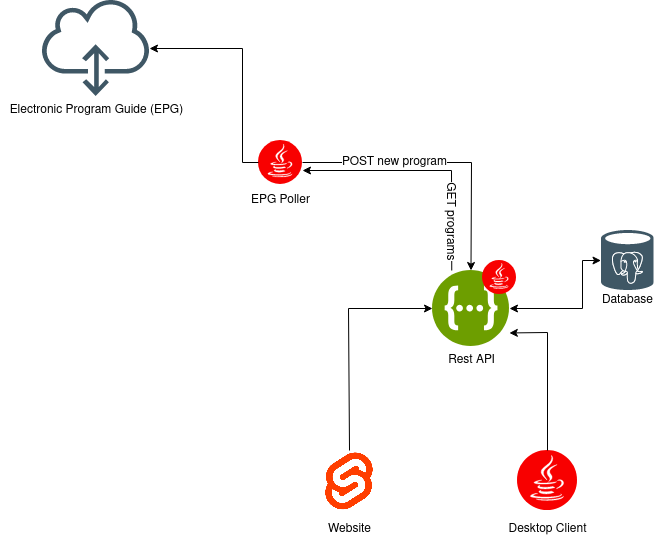 Electronic Program Guide (EPG)
POST new program
EPG Poller
GET programs
Database
{...}
Rest API
Website
Desktop Client